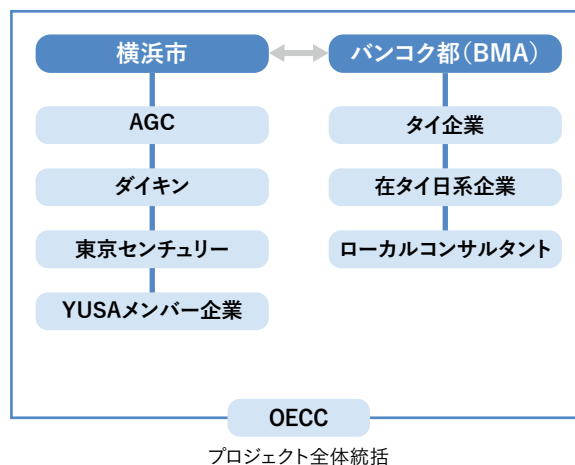 横浜市
バンコク都（BMA）
AGC
タイ企業
ダイキン
在タイ日系企業
東京センチュリー
ローカルコンサルタント
YUSAメンバー企業
OECC
プロジェクト全体統括